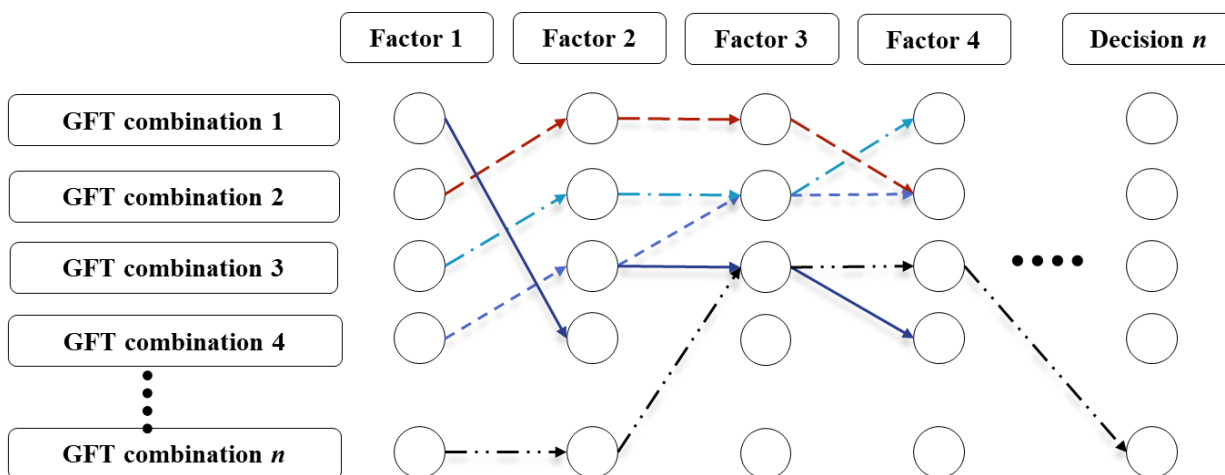 Factor 1
Factor 2
Factor 3
Factor 4
Decision n
GFT combination 1
GFT combination 2
GFT combination 3
GFT combination 4
GFT combination n